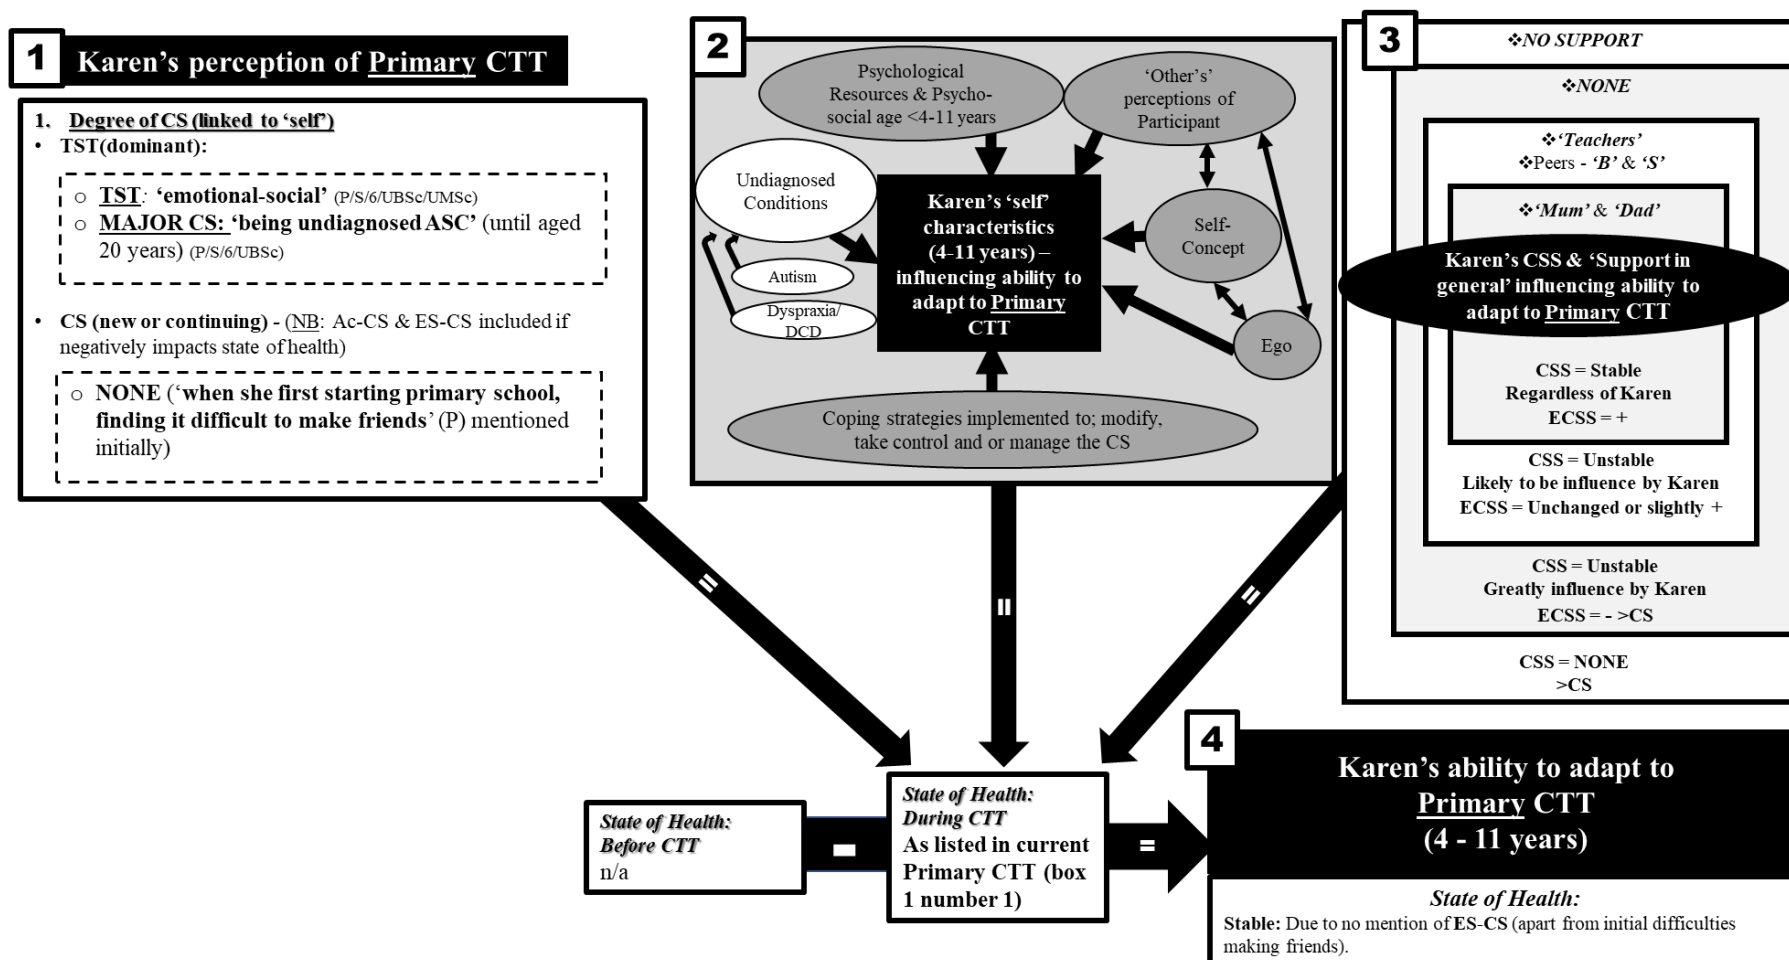 1
Karen's perception of Primary CTT
1. Degree of CS (linked to 'self')
• TST(dominant):
o TST: 'emotional-social' (P/S/6/UBSc/UMSc)
o MAJOR CS: 'being undiagnosed ASC' (until aged
20 years) (P/S/6/UBSc)
• CS (new or continuing) - (NB: Ac-CS & ES-CS included if
negatively impacts state of health)
o NONE ('when she first starting primary school,
finding it difficult to make friends' (P) mentioned
initially)
2
Psychological
Resources & Psycho-
social age <4-11 years
'Other's'
perceptions of
Participant
Undiagnosed
Conditions
Autism
Dyspraxia/
DCD
Karen's 'self'
characteristics
(4-11 years) –
influencing ability to
adapt to Primary
CTT
Self-
Concept
Ego
Coping strategies implemented to; modify,
take control and or manage the CS
3
❖NO SUPPORT
❖NONE
❖'Teachers'
❖Peers - 'B' & 'S'
❖'Mum' & 'Dad'
Karen's CSS & 'Support in
general' influencing ability to
adapt to Primary CTT
CSS = Stable
Regardless of Karen
ECSS = +
CSS = Unstable
Likely to be influence by Karen
ECSS = Unchanged or slightly +
CSS = Unstable
Greatly influence by Karen
ECSS = - >CS
CSS = NONE
>CS
=
=
=
State of Health:
Before CTT
n/a
State of Health:
During CTT
As listed in current
Primary CTT (box
1 number 1)
=
4
Karen's ability to adapt to
Primary CTT
(4 - 11 years)
State of Health:
Stable: Due to no mention of ES-CS (apart from initial difficulties
making friends).